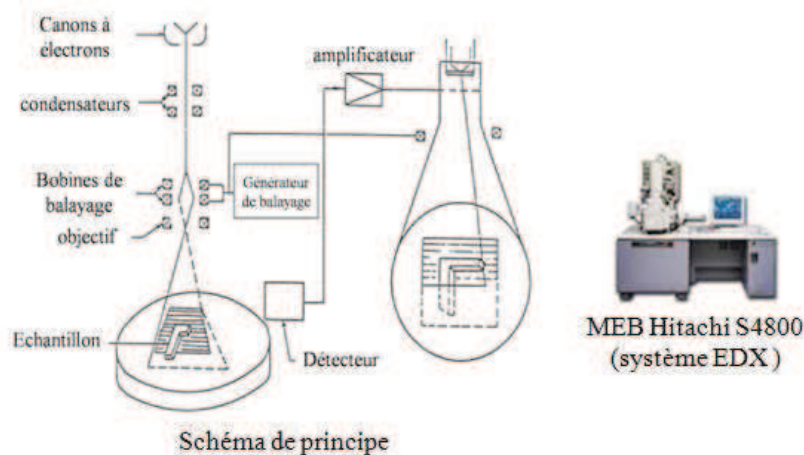 Canons à
électrons
amplificateur
condensateurs
Bobines de
balayage
Générateur
de balayage
objectif
Echantillon
Détecteur
MEB Hitachi S4800
(système EDX )
Schéma de principe